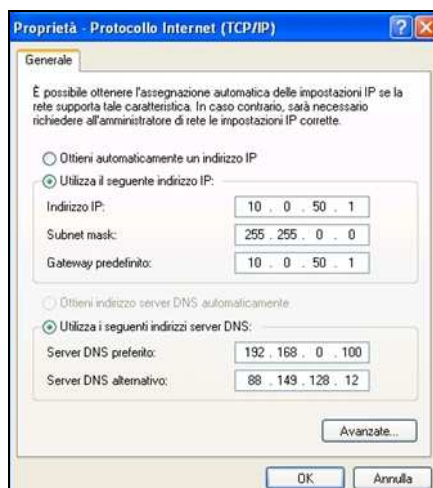 Proprietà - Protocollo Internet (TCP/IP)
Generale
È possibile ottenere l'assegnazione automatica delle impostazioni IP se la
rete supporta tale caratteristica. In caso contrario, sarà necessario
richiedere all'amministratore di rete le impostazioni IP corrette.
Ottieni automaticamente un indirizzo IP
Utilizza il seguente indirizzo IP:
Indirizzo IP: 10 . 0 . 50 . 1
Subnet mask: 255 . 255 . 0 . 0
Gateway predefinito: 10 . 0 . 50 . 1
Ottieni indirizzo server DNS automaticamente
Utilizza i seguenti indirizzi server DNS:
Server DNS preferito: 192 . 168 . 0 . 100
Server DNS alternativo: 88 . 149 . 128 . 12
Avanzate...
OK Annulla